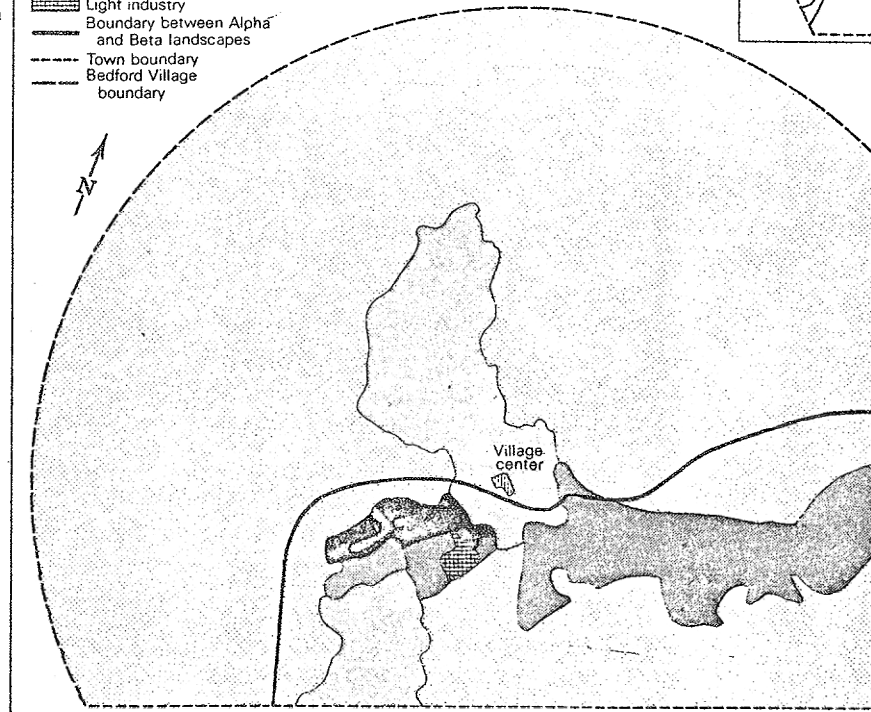 Light industry
Boundary between Alpha
and Beta landscapes
Town boundary
Bedford Village
boundary
N
Village
center